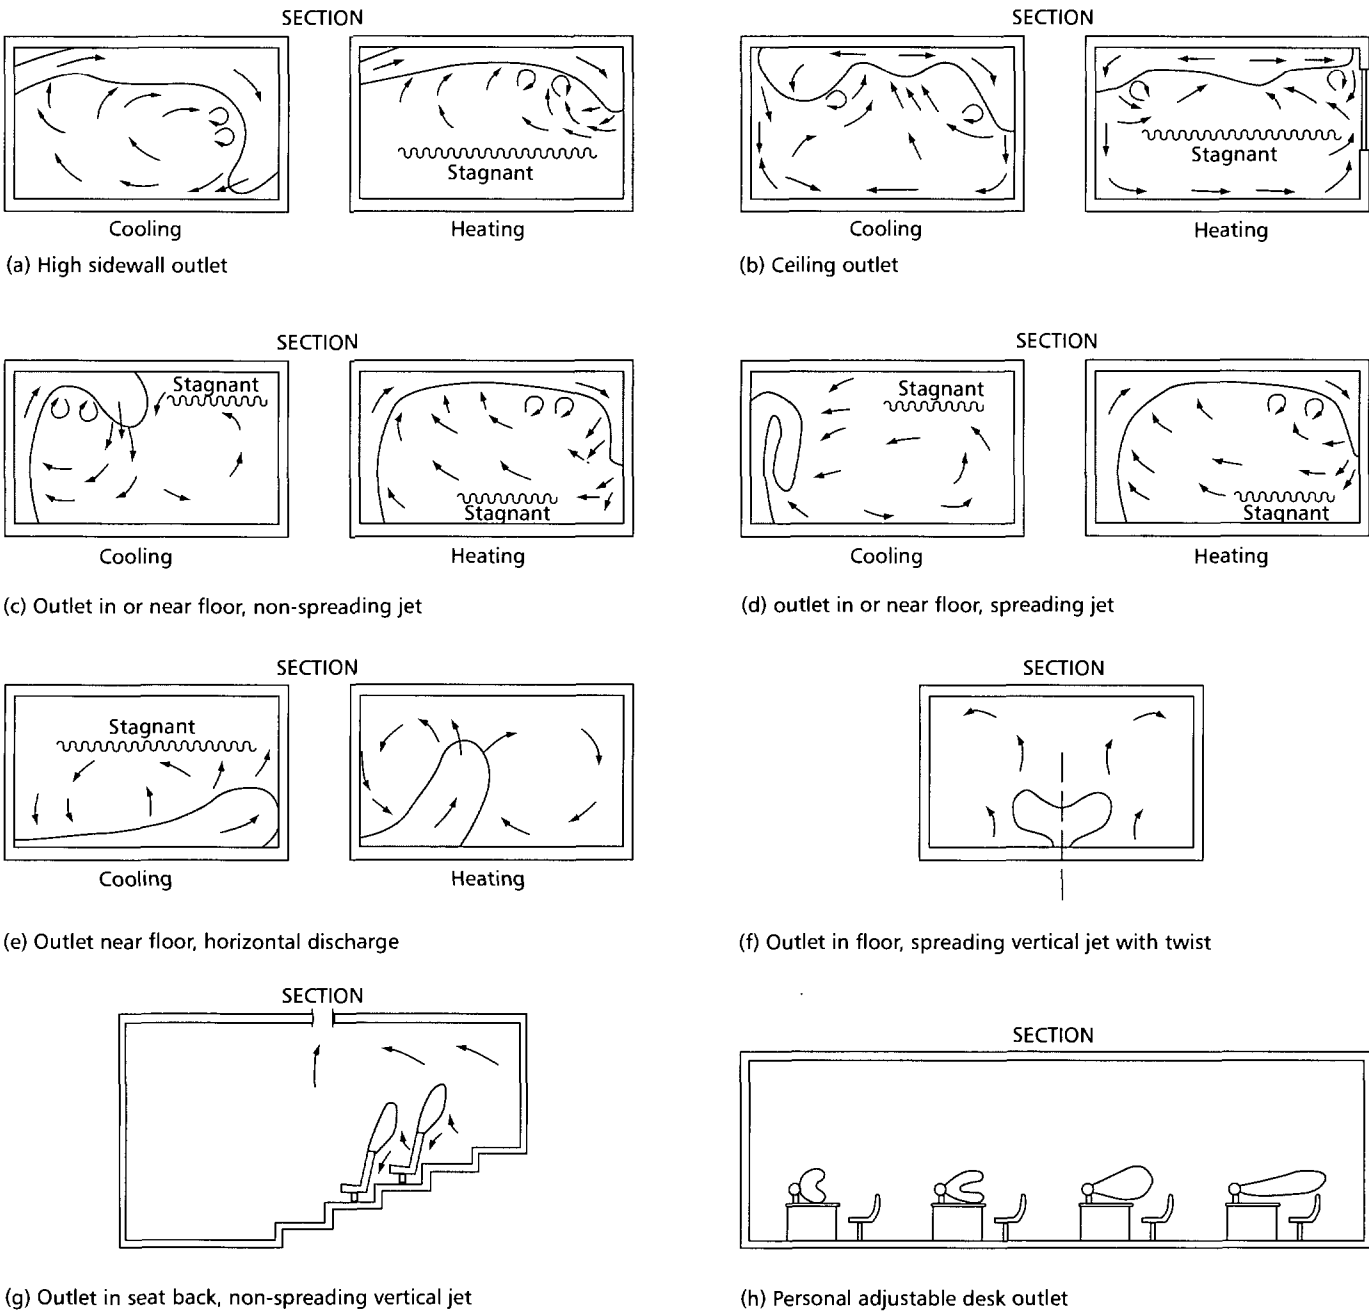 SECTION
SECTION
Stagnant
Stagnant
Cooling
Heating
Cooling
Heating
(a) High sidewall outlet
(b) Ceiling outlet
SECTION
SECTION
Stagnant
Stagnant
Stagnant
Stagnant
Cooling
Heating
Cooling
Heating
(c) Outlet in or near floor, non-spreading jet
(d) outlet in or near floor, spreading jet
SECTION
SECTION
Stagnant
Cooling
Heating
(e) Outlet near floor, horizontal discharge
(f) Outlet in floor, spreading vertical jet with twist
SECTION
SECTION
(g) Outlet in seat back, non-spreading vertical jet
(h) Personal adjustable desk outlet